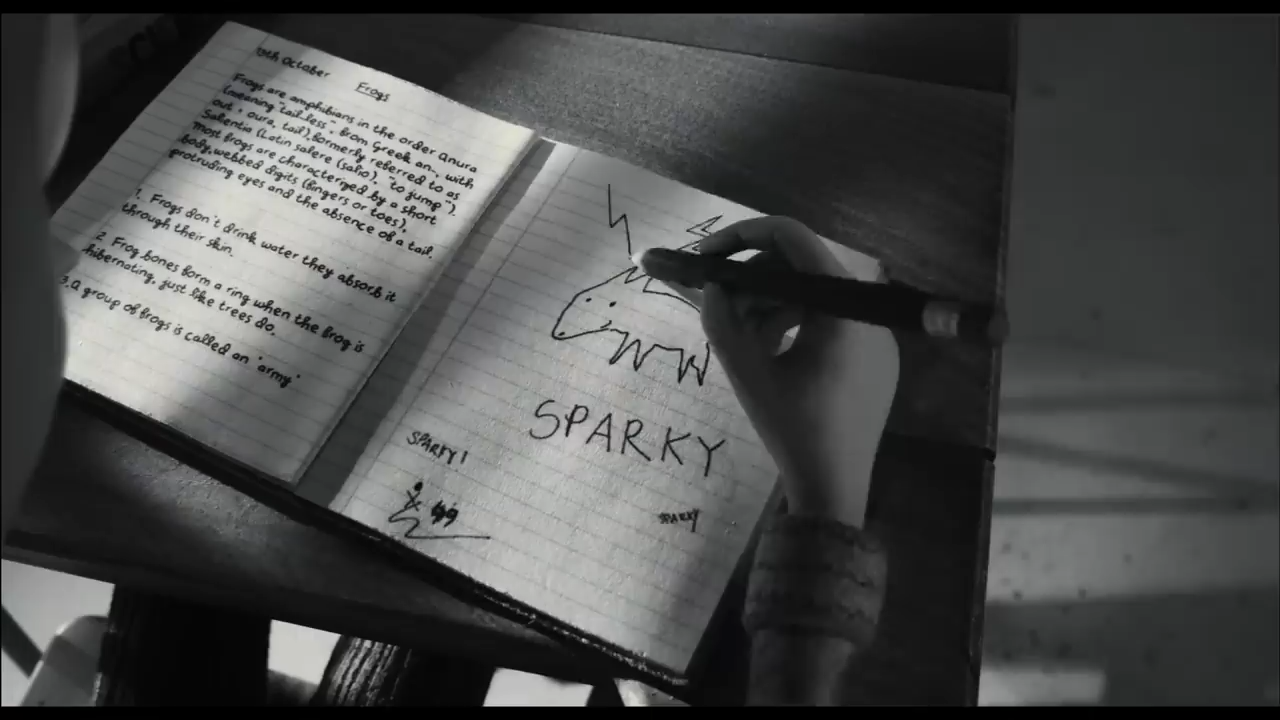 9th October
Frogs
Frogs are amphibians in the order Anura
(meaning "tail-less", from Greek an-, with
out + oura, tail), formerly referred to as
Salentia (Latin salere (salio), "to jump").
Most frogs are characterized by a short
body, webbed digits (fingers or toes),
protruding eyes and the absence of a tail.
1. Frogs don't drink water they absorb it
through their skin.
2. Frog bones form a ring when the frog is
hibernating, just like trees do.
3. A group of frogs is called an "army"
SPARKY
SPARKY!
SPARKY